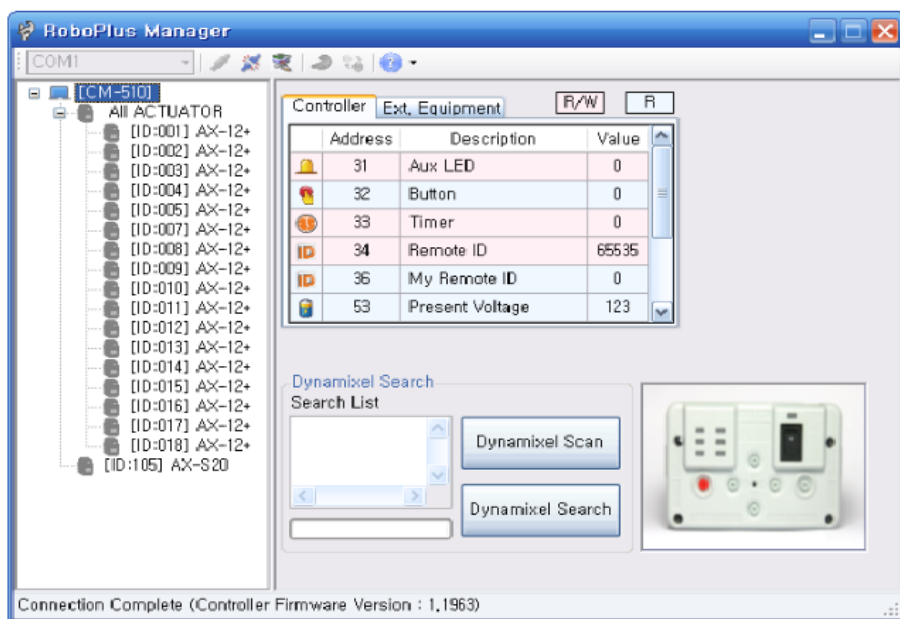 RoboPlus Manager
COM1
[CM-510]
All ACTUATOR
[ID:001] AX-12+
[ID:002] AX-12+
[ID:003] AX-12+
[ID:004] AX-12+
[ID:005] AX-12+
[ID:007] AX-12+
[ID:008] AX-12+
[ID:009] AX-12+
[ID:010] AX-12+
[ID:011] AX-12+
[ID:012] AX-12+
[ID:013] AX-12+
[ID:014] AX-12+
[ID:015] AX-12+
[ID:016] AX-12+
[ID:017] AX-12+
[ID:018] AX-12+
[ID:105] AX-S20
Controller Ext, Equipment R/W R
Address Description Value
31 Aux LED 0
32 Button 0
33 Timer 0
ID 34 Remote ID 65535
ID 36 My Remote ID 0
53 Present Voltage 123
Dynamixel Search
Search List
Dynamixel Scan
Dynamixel Search
Connection Complete (Controller Firmware Version : 1,1963)